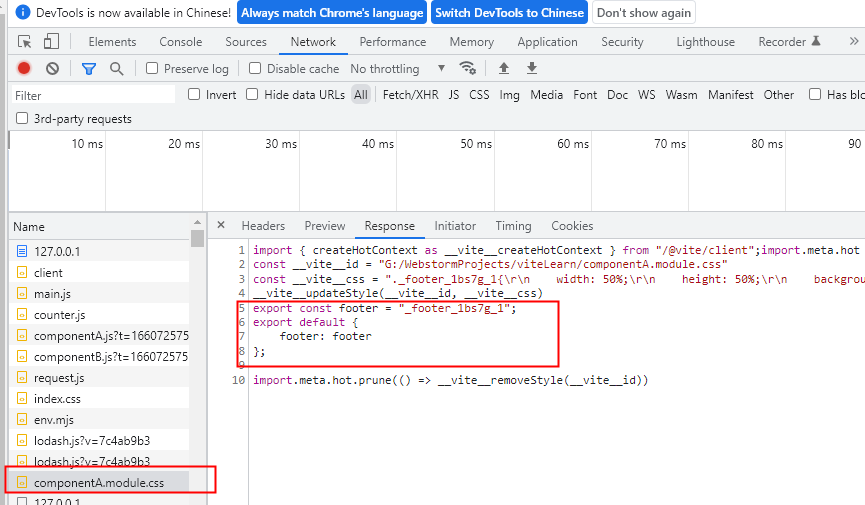 DevTools is now available in Chinese! Always match Chrome's language Switch DevTools to Chinese Don't show again
Elements Console Sources Network Performance Memory Application Security Lighthouse Recorder »
Preserve log Disable cache No throttling
Filter Invert Hide data URLs All Fetch/XHR JS CSS Img Media Font Doc WS Wasm Manifest Other Has blo
3rd-party requests
10 ms 20 ms 30 ms 40 ms 50 ms 60 ms 70 ms 80 ms 90
Name
× Headers Preview Response Initiator Timing Cookies
127.0.0.1
client
main.js
counter.js
componentA.js?t=166072575
componentB.js?t=166072575
request.js
index.css
env.mjs
lodash.js?v=7c4ab9b3
lodash.js?v=7c4ab9b3
componentA.module.css
127.0.0.1
1 import { createHotContext as __vite__createHotContext } from "/@vite/client";import.meta.hot
2 const __vite__id = "G:/WebstormProjects/viteLearn/componentA.module.css"
3 const __vite__css = "._footer_1bs7g_1{\r\n    width: 50%;\r\n    height: 50%;\r\n    backgrou
4 __vite__updateStyle(__vite__id, __vite__css)
5 export const footer = "_footer_1bs7g_1";
6 export default {
7     footer: footer
8 };
9
10 import.meta.hot.prune(() => __vite__removeStyle(__vite__id))